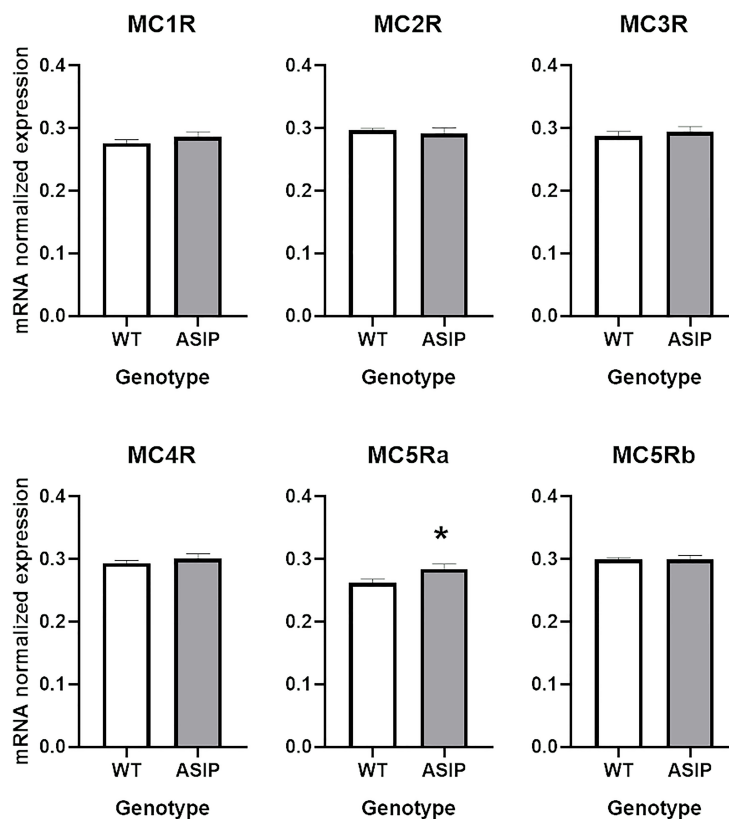 MC1R
MC2R
MC3R
mRNA normalized expression
0.4
0.3
0.2
0.1
0.0
WT ASIP
Genotype
0.4
0.3
0.2
0.1
0.0
WT ASIP
Genotype
0.4
0.3
0.2
0.1
0.0
WT ASIP
Genotype
MC4R
MC5Ra
MC5Rb
mRNA normalized expression
0.4
0.3
0.2
0.1
0.0
WT ASIP
Genotype
0.4
0.3
0.2
0.1
0.0
*
WT ASIP
Genotype
0.4
0.3
0.2
0.1
0.0
WT ASIP
Genotype